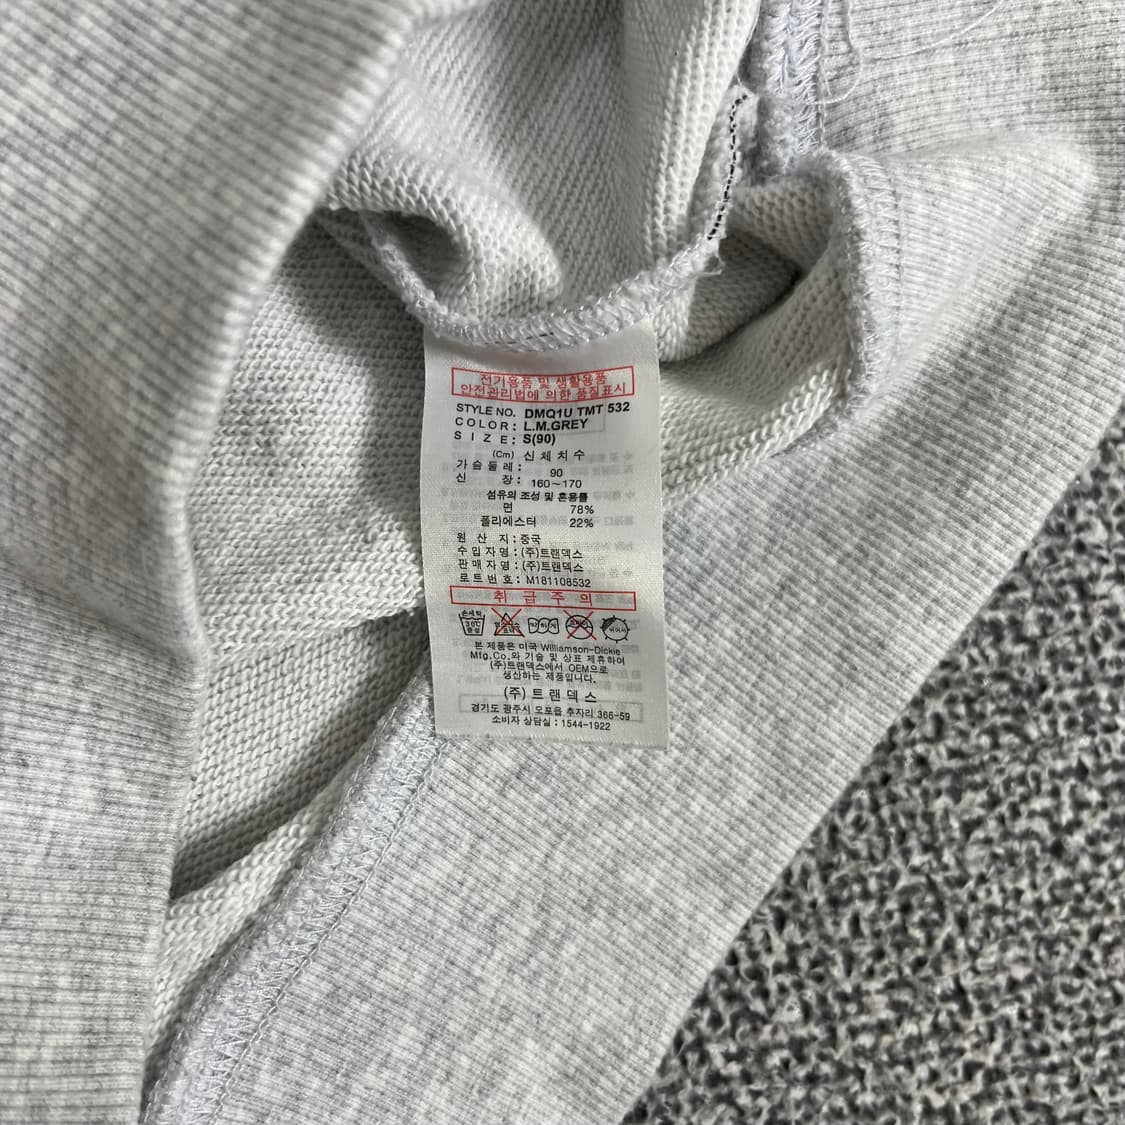 전기용품 및 생활용품
안전관리법에 의한 품질표시
STYLE NO. DMQ1U TMT 532
COLOR: L.M.GREY
SIZE: S(90)
(Cm) 신체치수
가슴둘레: 90
신장: 160~170
섬유의 조성 및 혼용률
면 78%
폴리에스터 22%
원산지: 중국
수입자명: (주)트랜덱스
판매자명: (주)트랜덱스
로트번호: M181108532
취급주의
손세탁
30℃
중성
본 제품은 미국 Williamson-Dickie
Mfg.Co.와 기술 및 상표 제휴하여
(주)트랜덱스에서 OEM으로
생산하는 제품입니다.
(주)트랜덱스
경기도 광주시 오포읍 추자리 366-59
소비자 상담실 : 1544-1922